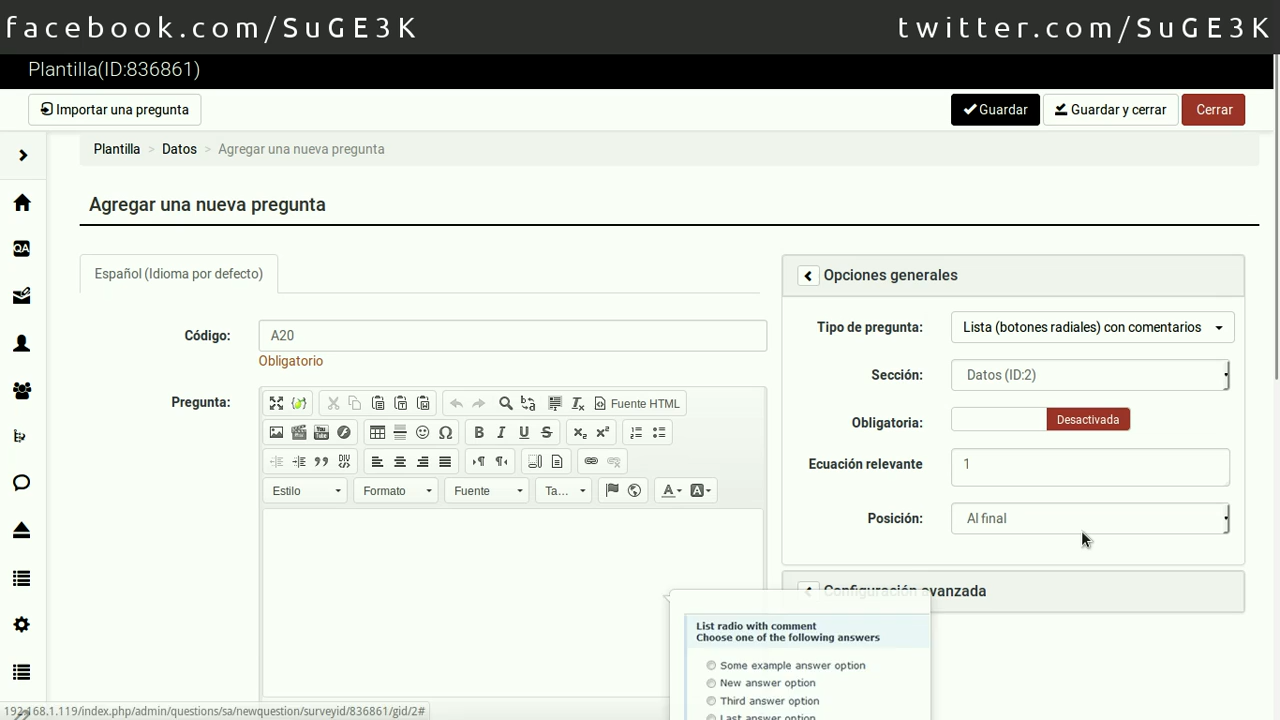 facebook.com/SuGE3K
twitter.com/SuGE3K
Plantilla(ID:836861)
Importar una pregunta
Guardar
Guardar y cerrar
Cerrar
Plantilla > Datos > Agregar una nueva pregunta
QA
Agregar una nueva pregunta
Español (Idioma por defecto)
Opciones generales
Código:
A20
Obligatorio
Tipo de pregunta:
Lista (botones radiales) con comentarios
Sección:
Datos (ID:2)
Pregunta:
Fuente HTML
Obligatoria:
Desactivada
B I U S
Ecuación relevante
1
Estilo
Formato
Fuente
Ta...
Posición:
Al final
Configuración avanzada
List radio with comment
Choose one of the following answers
Some example answer option
New answer option
Third answer option
Last answer option
192.168.1.119/index.php/admin/questions/sa/newquestion/surveyid/836861/gid/2#